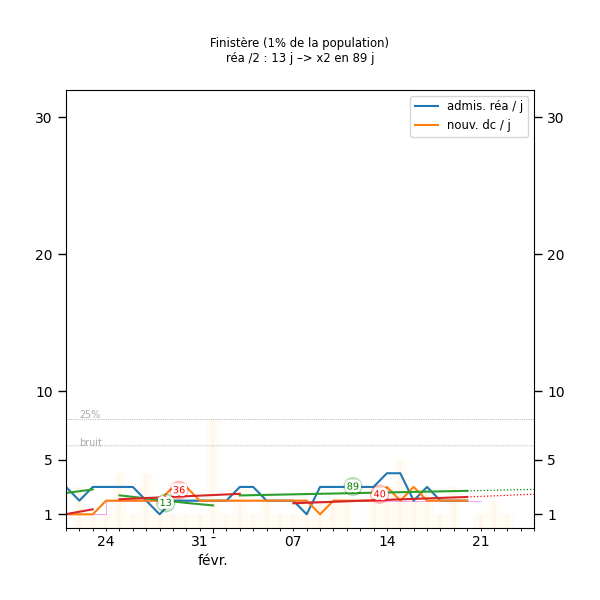 Finistère (1% de la population)
réa /2 : 13 j –> x2 en 89 j
admis. réa / j
nouv. dc / j
30 30
20 20
10 10
25%
bruit
5 5
89
36
40
13
1 1
24 31 07 14 21
févr.